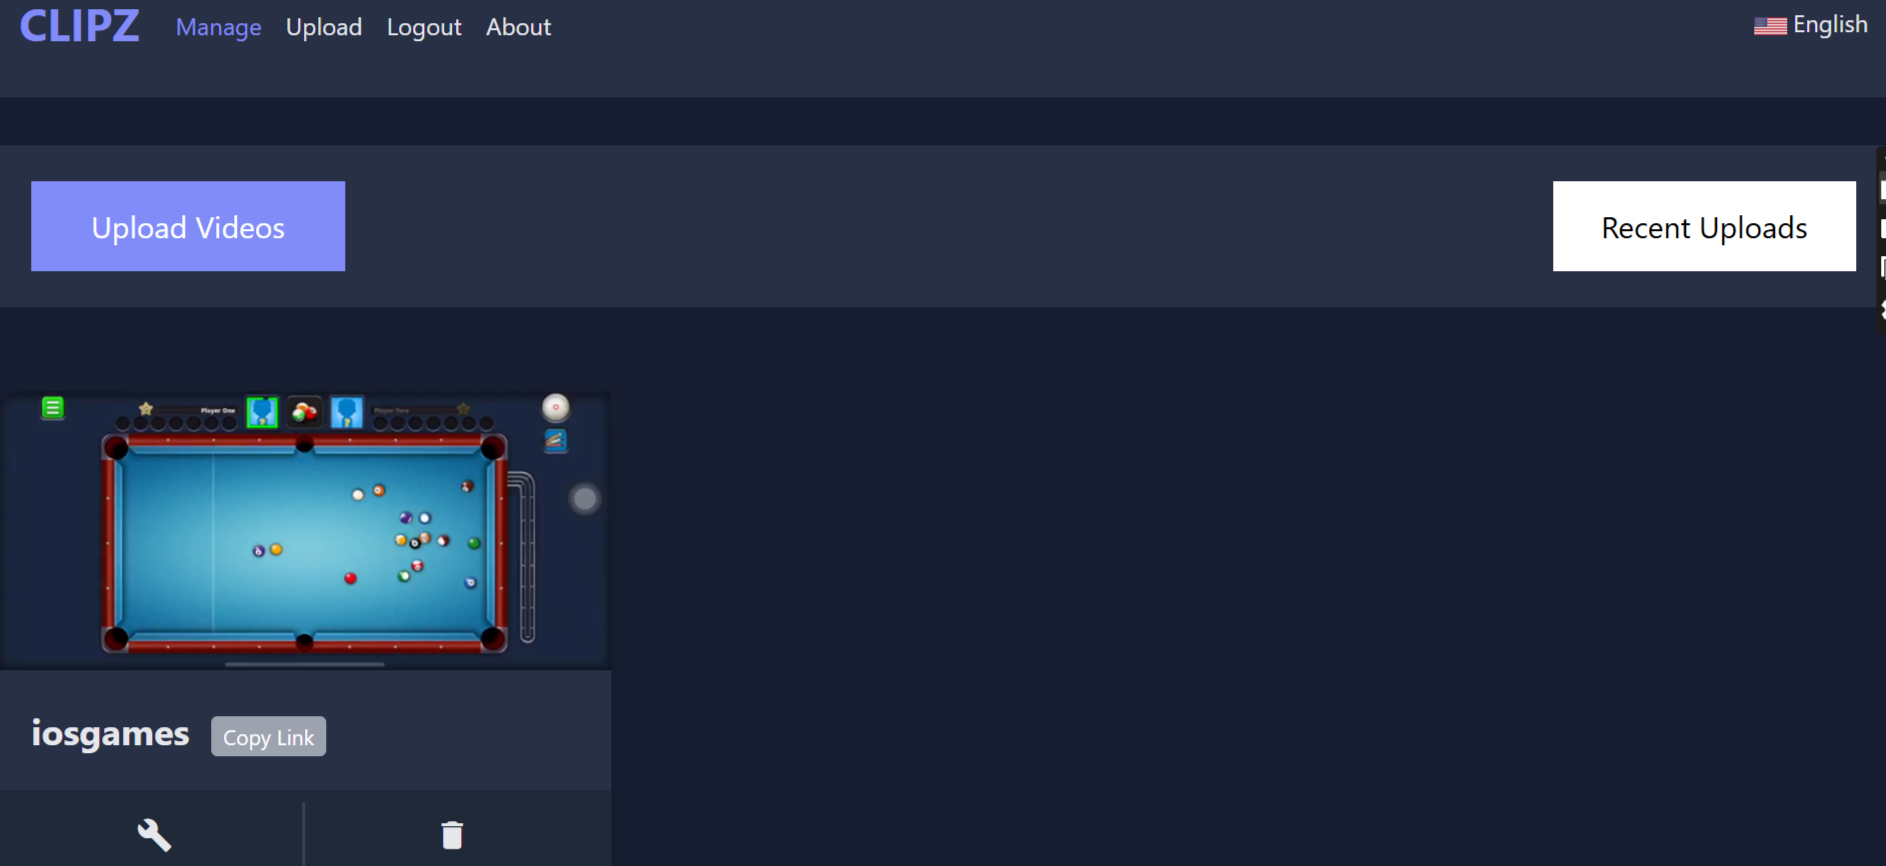 CLIPZ Manage Upload Logout About English
Upload Videos Recent Uploads
Player One Player Two
iosgames Copy Link